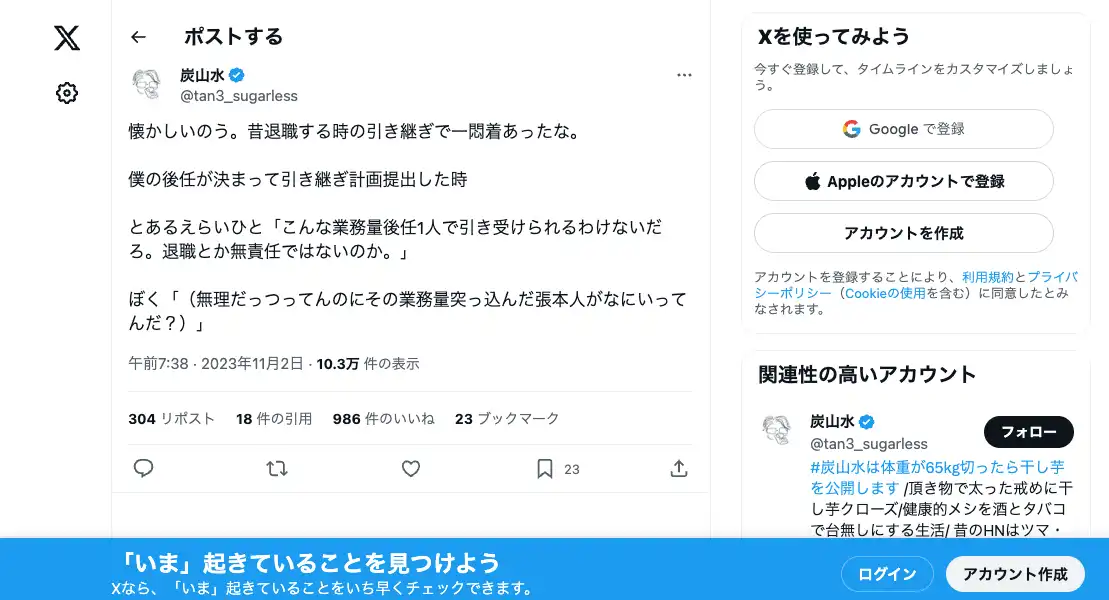 ポストする
炭山水
@tan3_sugarless
懐かしいのう。昔退職する時の引き継ぎで一悶着あったな。
僕の後任が決まって引き継ぎ計画提出した時
とあるえらいひと「こんな業務量後任1人で引き受けられるわけないだ
ろ。退職とか無責任ではないのか。」
ぼく「（無理だっつってんのにその業務量突っ込んだ張本人がなにいって
んだ？）」
午前7:38 · 2023年11月2日 · 10.3万 件の表示
304 リポスト 18 件の引用 986 件のいいね 23 ブックマーク
23
Xを使ってみよう
今すぐ登録して、タイムラインをカスタマイズしましょ
う。
Google で登録
Appleのアカウントで登録
アカウントを作成
アカウントを登録することにより、利用規約とプライバ
シーポリシー（Cookieの使用を含む）に同意したとみ
なされます。
関連性の高いアカウント
炭山水
@tan3_sugarless
フォロー
#炭山水は体重が65kg切ったら干し芋
を公開します /頂き物で太った戒めに干
し芋クローズ/健康的メシを酒とタバコ
で台無しにする生活/ 昔のHNはツマ・
「いま」起きていることを見つけよう
Xなら、「いま」起きていることをいち早くチェックできます。
ログイン
アカウント作成